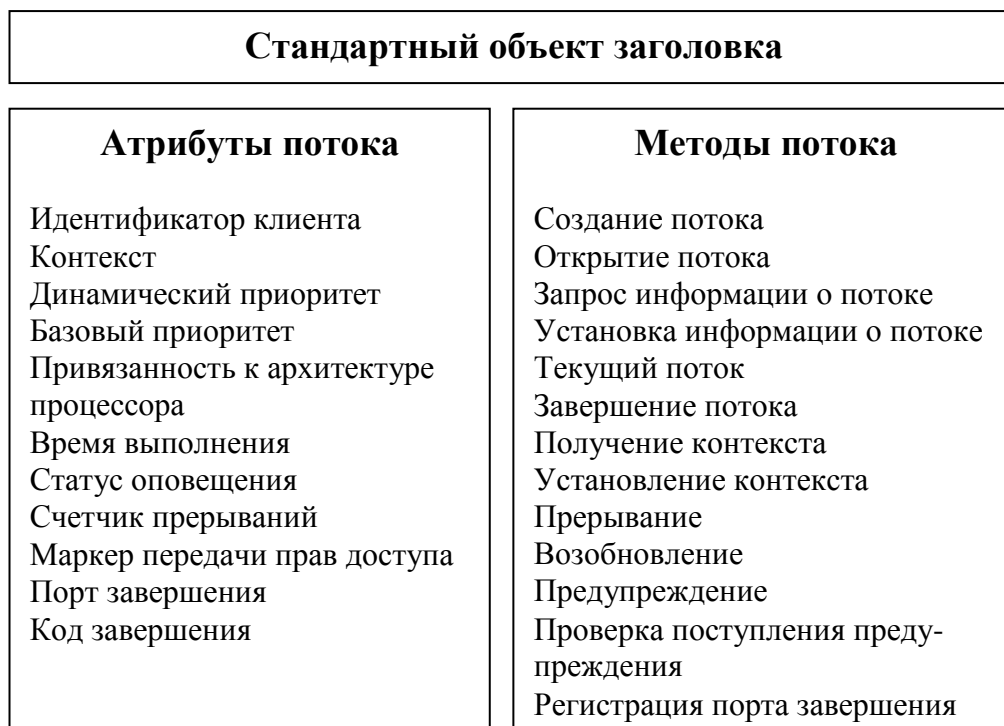 Стандартный объект заголовка
Атрибуты потока
Идентификатор клиента
Контекст
Динамический приоритет
Базовый приоритет
Привязанность к архитектуре
процессора
Время выполнения
Статус оповещения
Счетчик прерываний
Маркер передачи прав доступа
Порт завершения
Код завершения
Методы потока
Создание потока
Открытие потока
Запрос информации о потоке
Установка информации о потоке
Текущий поток
Завершение потока
Получение контекста
Установление контекста
Прерывание
Возобновление
Предупреждение
Проверка поступления преду-
преждения
Регистрация порта завершения